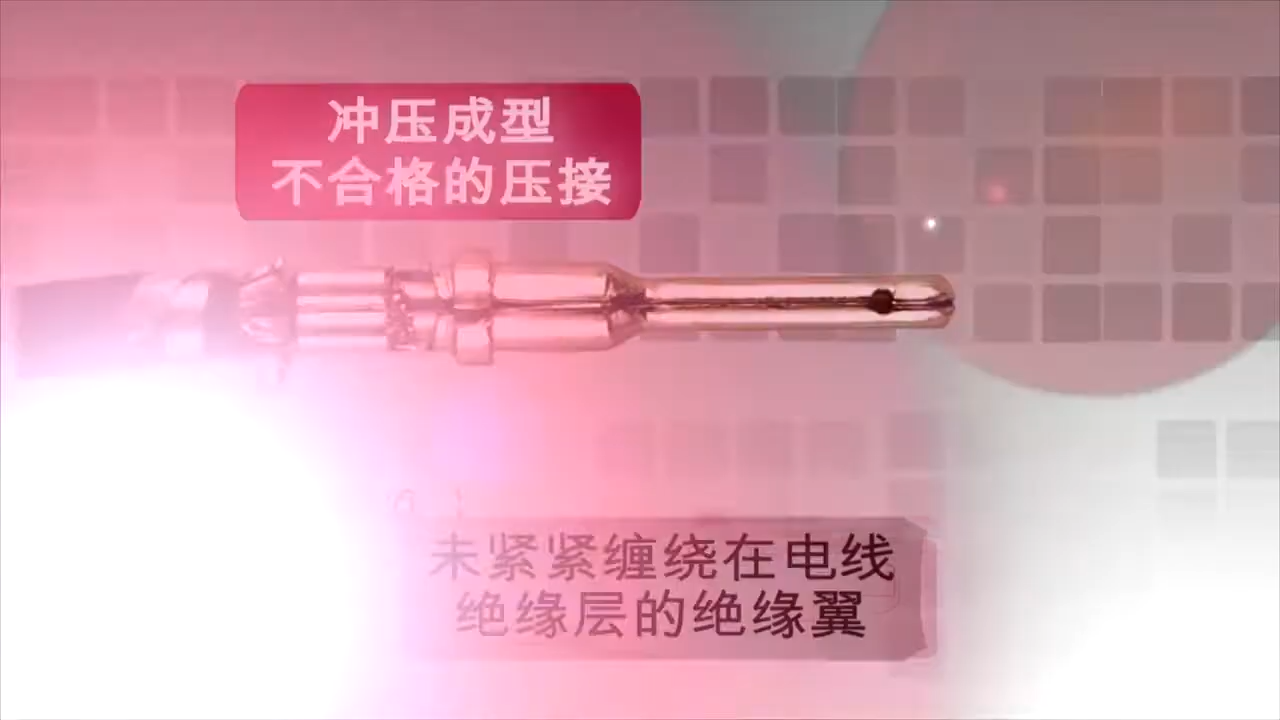 冲压成型
不合格的压接
未紧紧缠绕在电线
绝缘层的绝缘翼